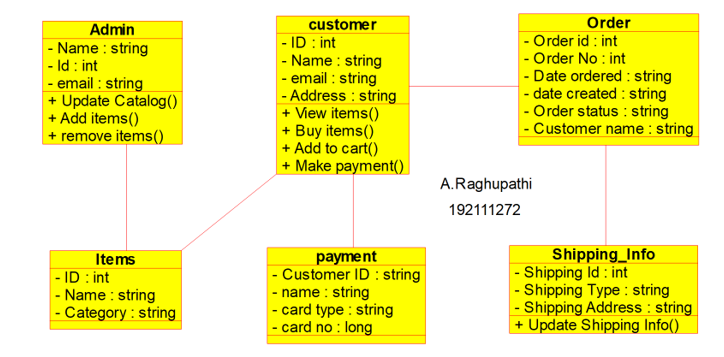 Admin
- Name : string
- Id : int
- email : string
+ Update Catalog()
+ Add items()
+ remove items()
customer
- ID : int
- Name : string
- email : string
- Address : string
+ View items()
+ Buy items()
+ Add to cart()
+ Make payment()
Order
- Order id : int
- Order No : int
- Date ordered : string
- date created : string
- Order status : string
- Customer name : string
A.Raghupathi
192111272
Items
- ID : int
- Name : string
- Category : string
payment
- Customer ID : string
- name : string
- card type : string
- card no : long
Shipping_Info
- Shipping Id : int
- Shipping Type : string
- Shipping Address : string
+ Update Shipping Info()